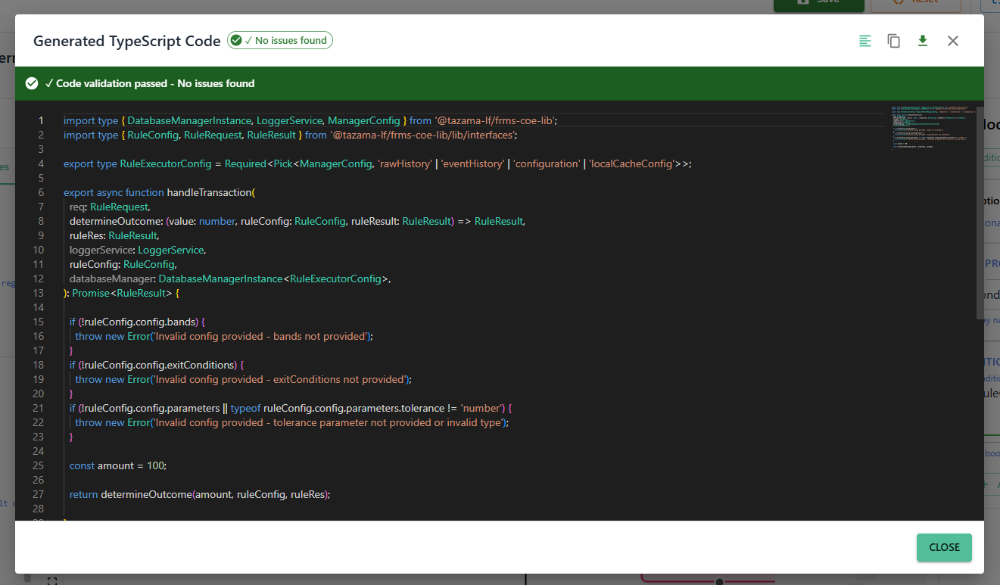 Save
Reset
Generated TypeScript Code
✓ No issues found
✓ Code validation passed - No issues found
1 import type { DatabaseManagerInstance, LoggerService, ManagerConfig } from '@tazama-lf/frms-coe-lib';
2 import type { RuleConfig, RuleRequest, RuleResult } from '@tazama-lf/frms-coe-lib/lib/interfaces';
3
4 export type RuleExecutorConfig = Required<Pick<ManagerConfig, 'rawHistory' | 'eventHistory' | 'configuration' | 'localCacheConfig'>>;
5
6 export async function handleTransaction(
7 req: RuleRequest,
8 determineOutcome: (value: number, ruleConfig: RuleConfig, ruleResult: RuleResult) => RuleResult,
9 ruleRes: RuleResult,
10 loggerService: LoggerService,
11 ruleConfig: RuleConfig,
12 databaseManager: DatabaseManagerInstance<RuleExecutorConfig>,
13 ): Promise<RuleResult> {
14
15 if (!ruleConfig.config.bands) {
16 throw new Error('Invalid config provided - bands not provided');
17 }
18 if (!ruleConfig.config.exitConditions) {
19 throw new Error('Invalid config provided - exitConditions not provided');
20 }
21 if (!ruleConfig.config.parameters || typeof ruleConfig.config.parameters.tolerance != 'number') {
22 throw new Error('Invalid config provided - tolerance parameter not provided or invalid type');
23 }
24
25 const amount = 100;
26
27 return determineOutcome(amount, ruleConfig, ruleRes);
28
CLOSE